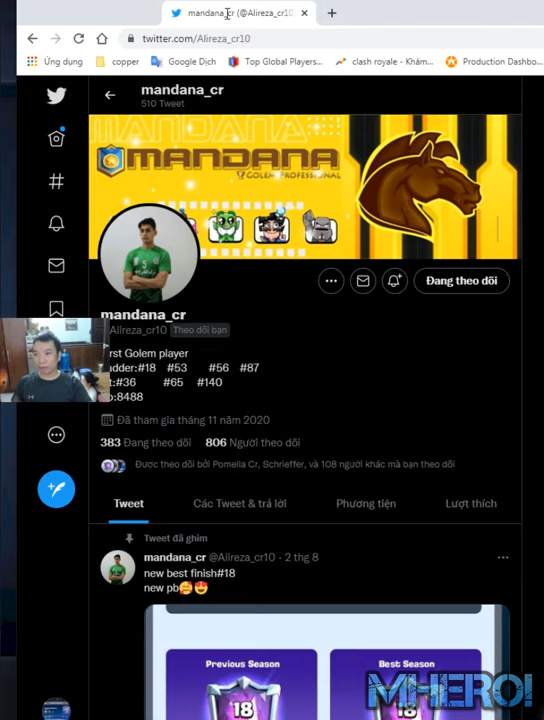 mandana_cr (@Alireza_cr10)
twitter.com/Alireza_cr10
Ứng dụng copper Google Dịch Top Global Players... clash royale - Khám... Production Dashbo...
mandana_cr
510 Tweet
MANDANA
MANDANA
GOLEM PROFESSIONAL
5
Đang theo dõi
mandana_cr
Alireza_cr10 Theo dõi bạn
rst Golem player
adder:#18 #53 #56 #87
t:#36 #65 #140
b:8488
Đã tham gia tháng 11 năm 2020
383 Đang theo dõi 806 Người theo dõi
Được theo dõi bởi Pomella Cr, Schrieffer, và 108 người khác mà bạn theo dõi
Tweet Các Tweet & trả lời Phương tiện Lượt thích
Tweet đã ghim
mandana_cr @Alireza_cr10 · 2 thg 8
new best finish#18
new pb🥰😍
Previous Season Best Season
18 18
MHERO!